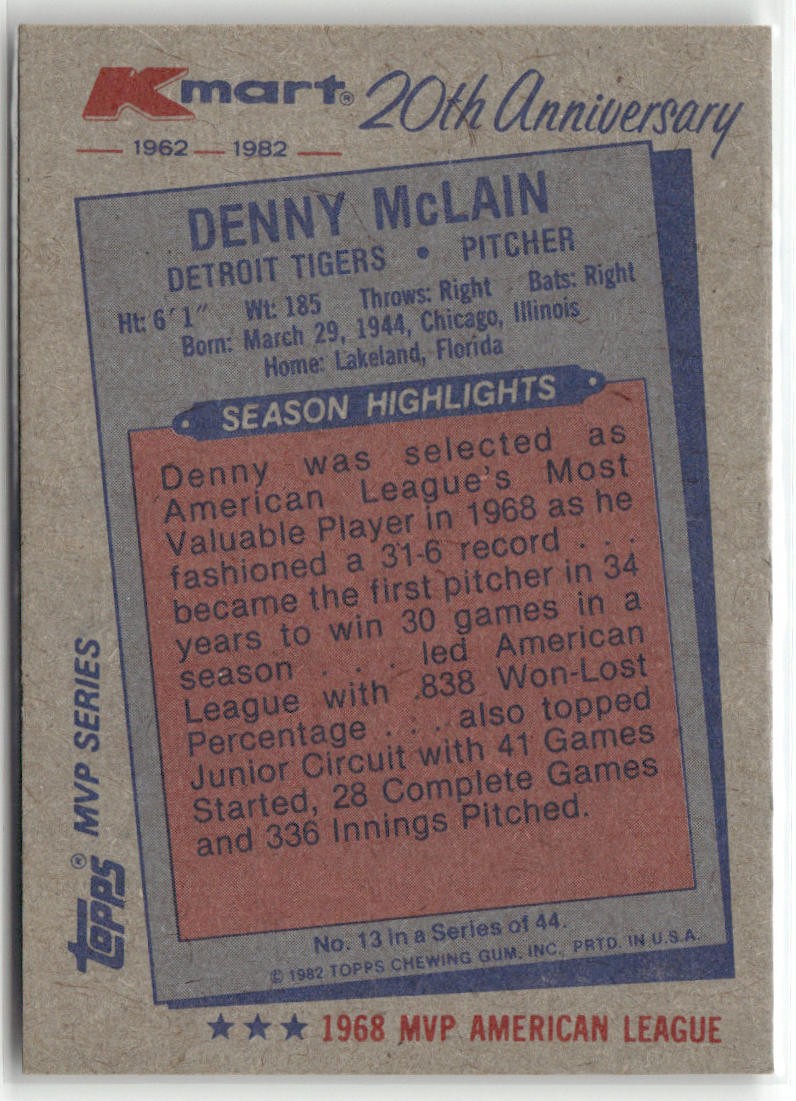 Kmart® 20th Anniversary
1962 — 1982
DENNY McLAIN
DETROIT TIGERS • PITCHER
Ht: 6'1" Wt: 185 Throws: Right Bats: Right
Born: March 29, 1944, Chicago, Illinois
Home: Lakeland, Florida
SEASON HIGHLIGHTS
Denny was selected as
American League's Most
Valuable Player in 1968 as he
fashioned a 31-6 record . . .
became the first pitcher in 34
years to win 30 games in a
season . . . led American
League with .838 Won-Lost
Percentage . . . also topped
Junior Circuit with 41 Games
Started, 28 Complete Games
and 336 Innings Pitched.
No. 13 in a Series of 44.
© 1982 TOPPS CHEWING GUM, INC., PRTD. IN U.S.A.
TOPPS® MVP SERIES
★★★ 1968 MVP AMERICAN LEAGUE